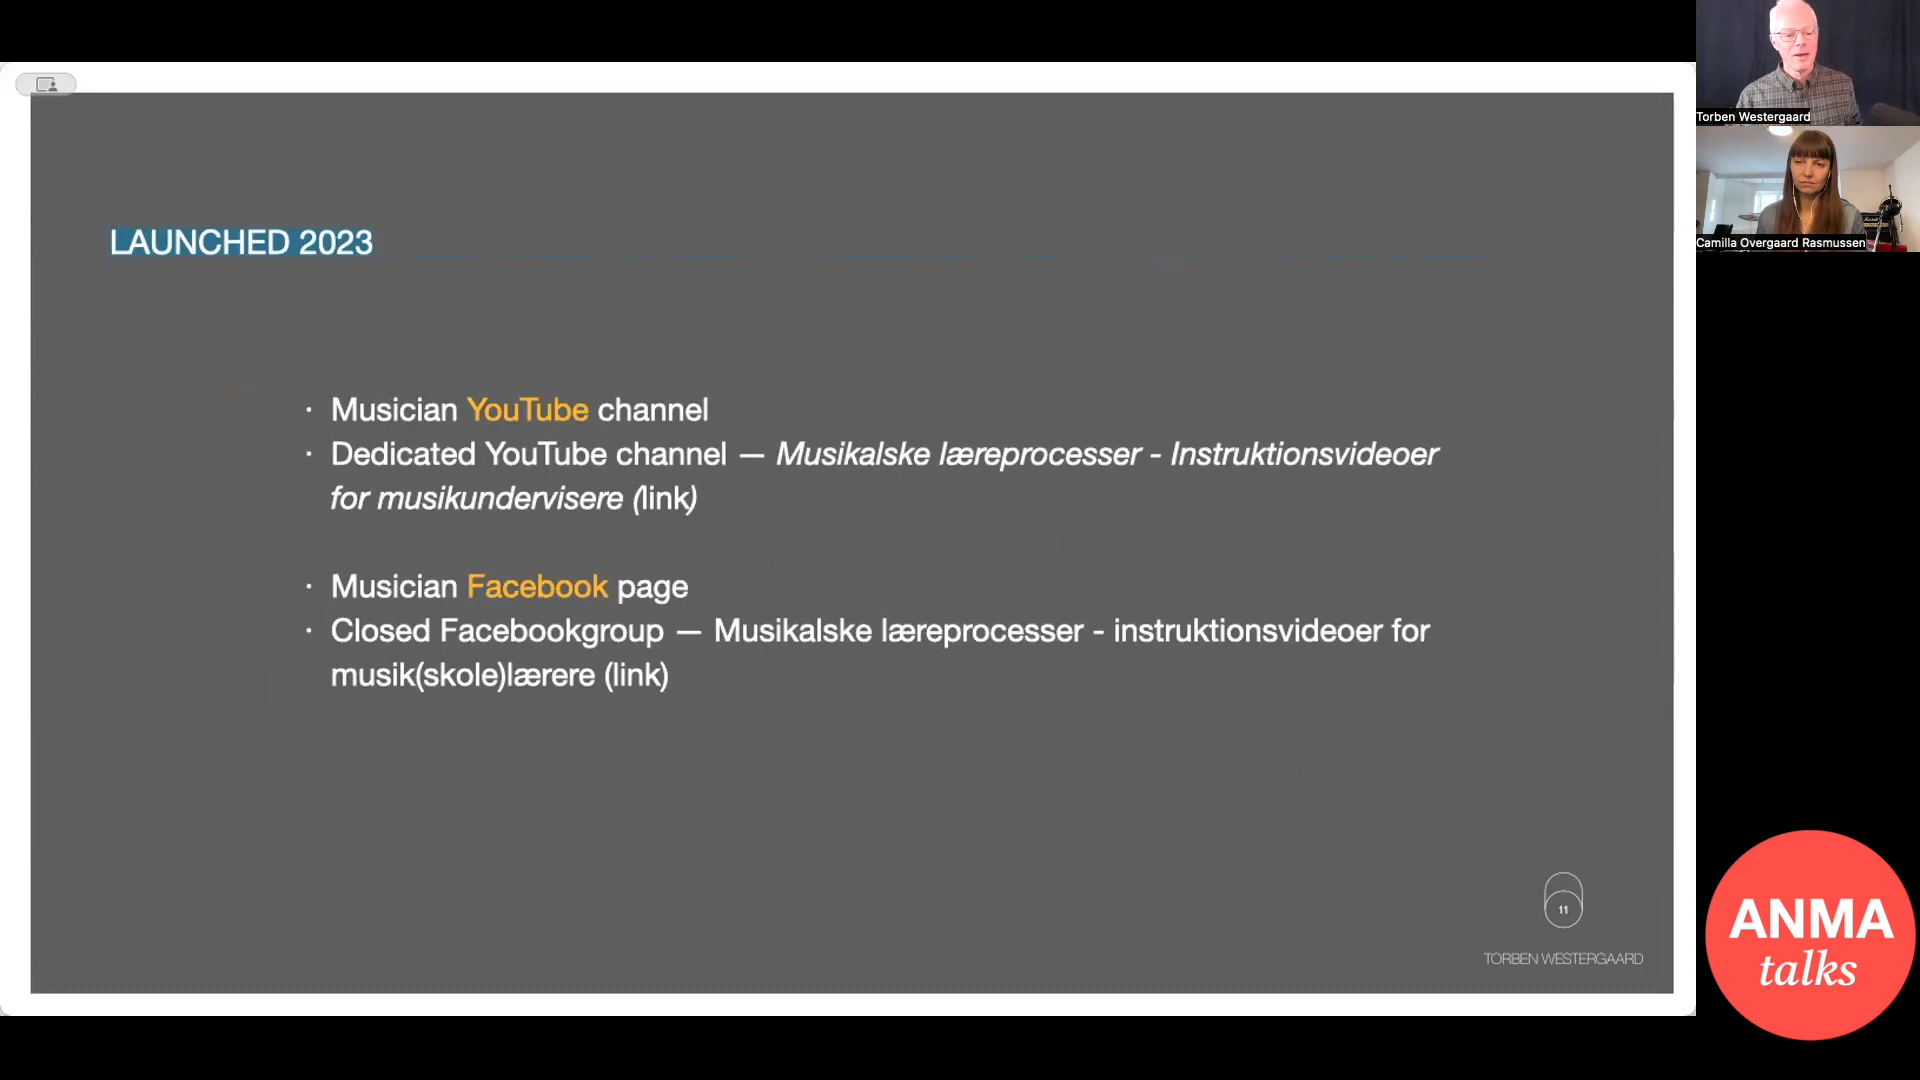 LAUNCHED 2023
· Musician YouTube channel
· Dedicated YouTube channel — Musikalske læreprocesser - Instruktionsvideoer
for musikundervisere (link)
· Musician Facebook page
· Closed Facebookgroup — Musikalske læreprocesser - instruktionsvideoer for
musik(skole)lærere (link)
11
TORBEN WESTERGAARD
Torben Westergaard
Camilla Overgaard Rasmussen
ANMA
talks